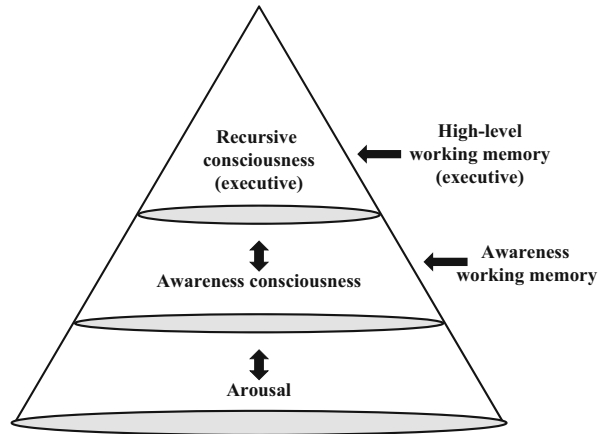 Recursive
consciousness
(executive)
High-level
working memory
(executive)
Awareness consciousness
Awareness
working memory
Arousal